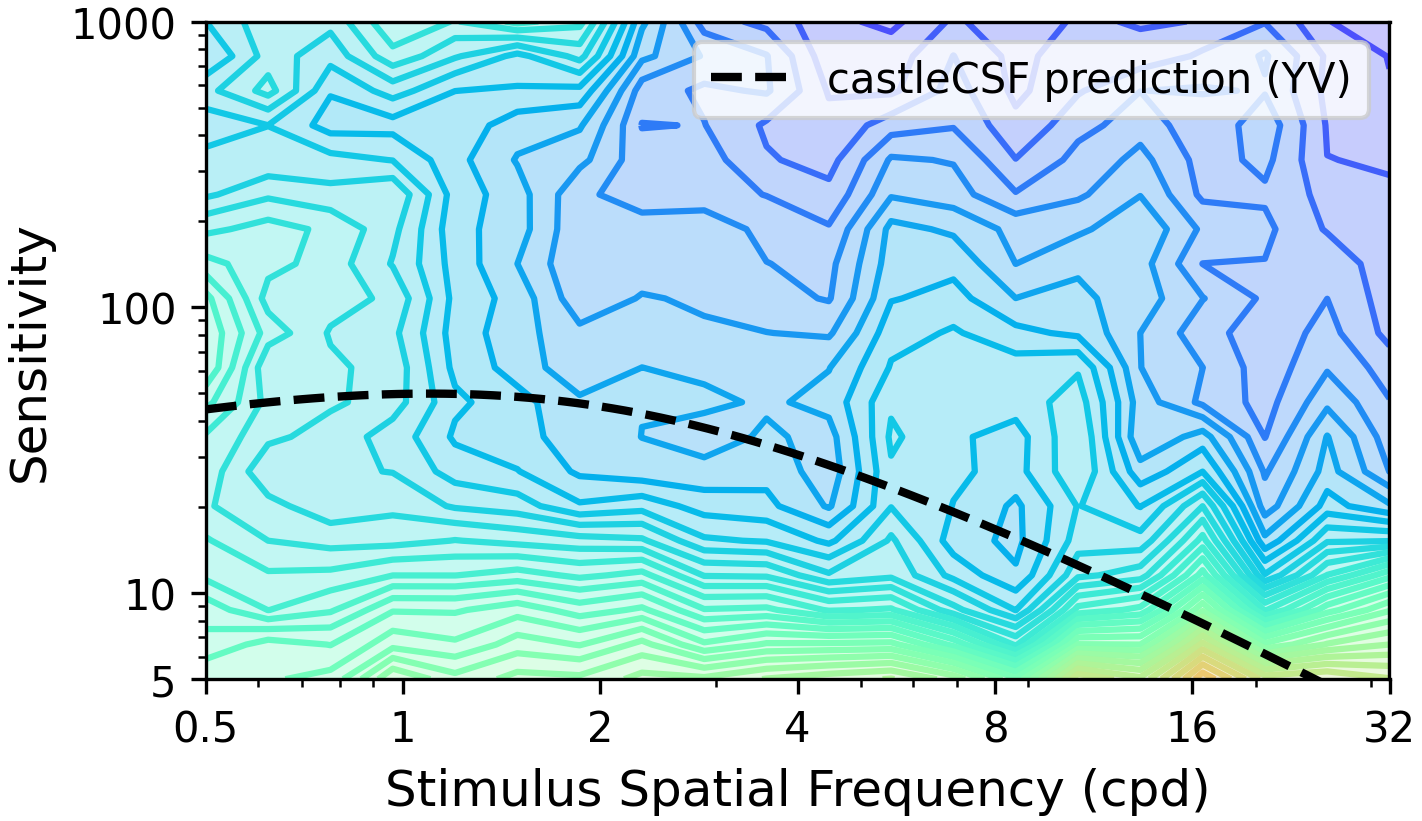 1000
100
10
5
Sensitivity
castleCSF prediction (YV)
0.5 1 2 4 8 16 32
Stimulus Spatial Frequency (cpd)